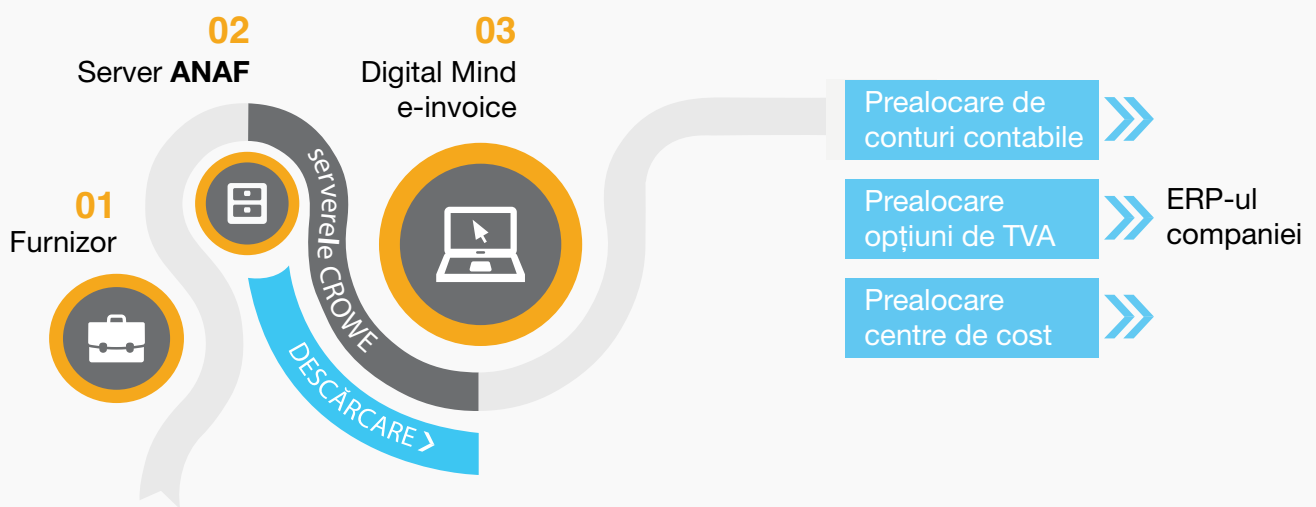 01
Furnizor
02
Server ANAF
serverele CROWE
DESCĂRCARE
03
Digital Mind
e-invoice
Prealocare de
conturi contabile
Prealocare
opțiuni de TVA
Prealocare
centre de cost
ERP-ul
companiei